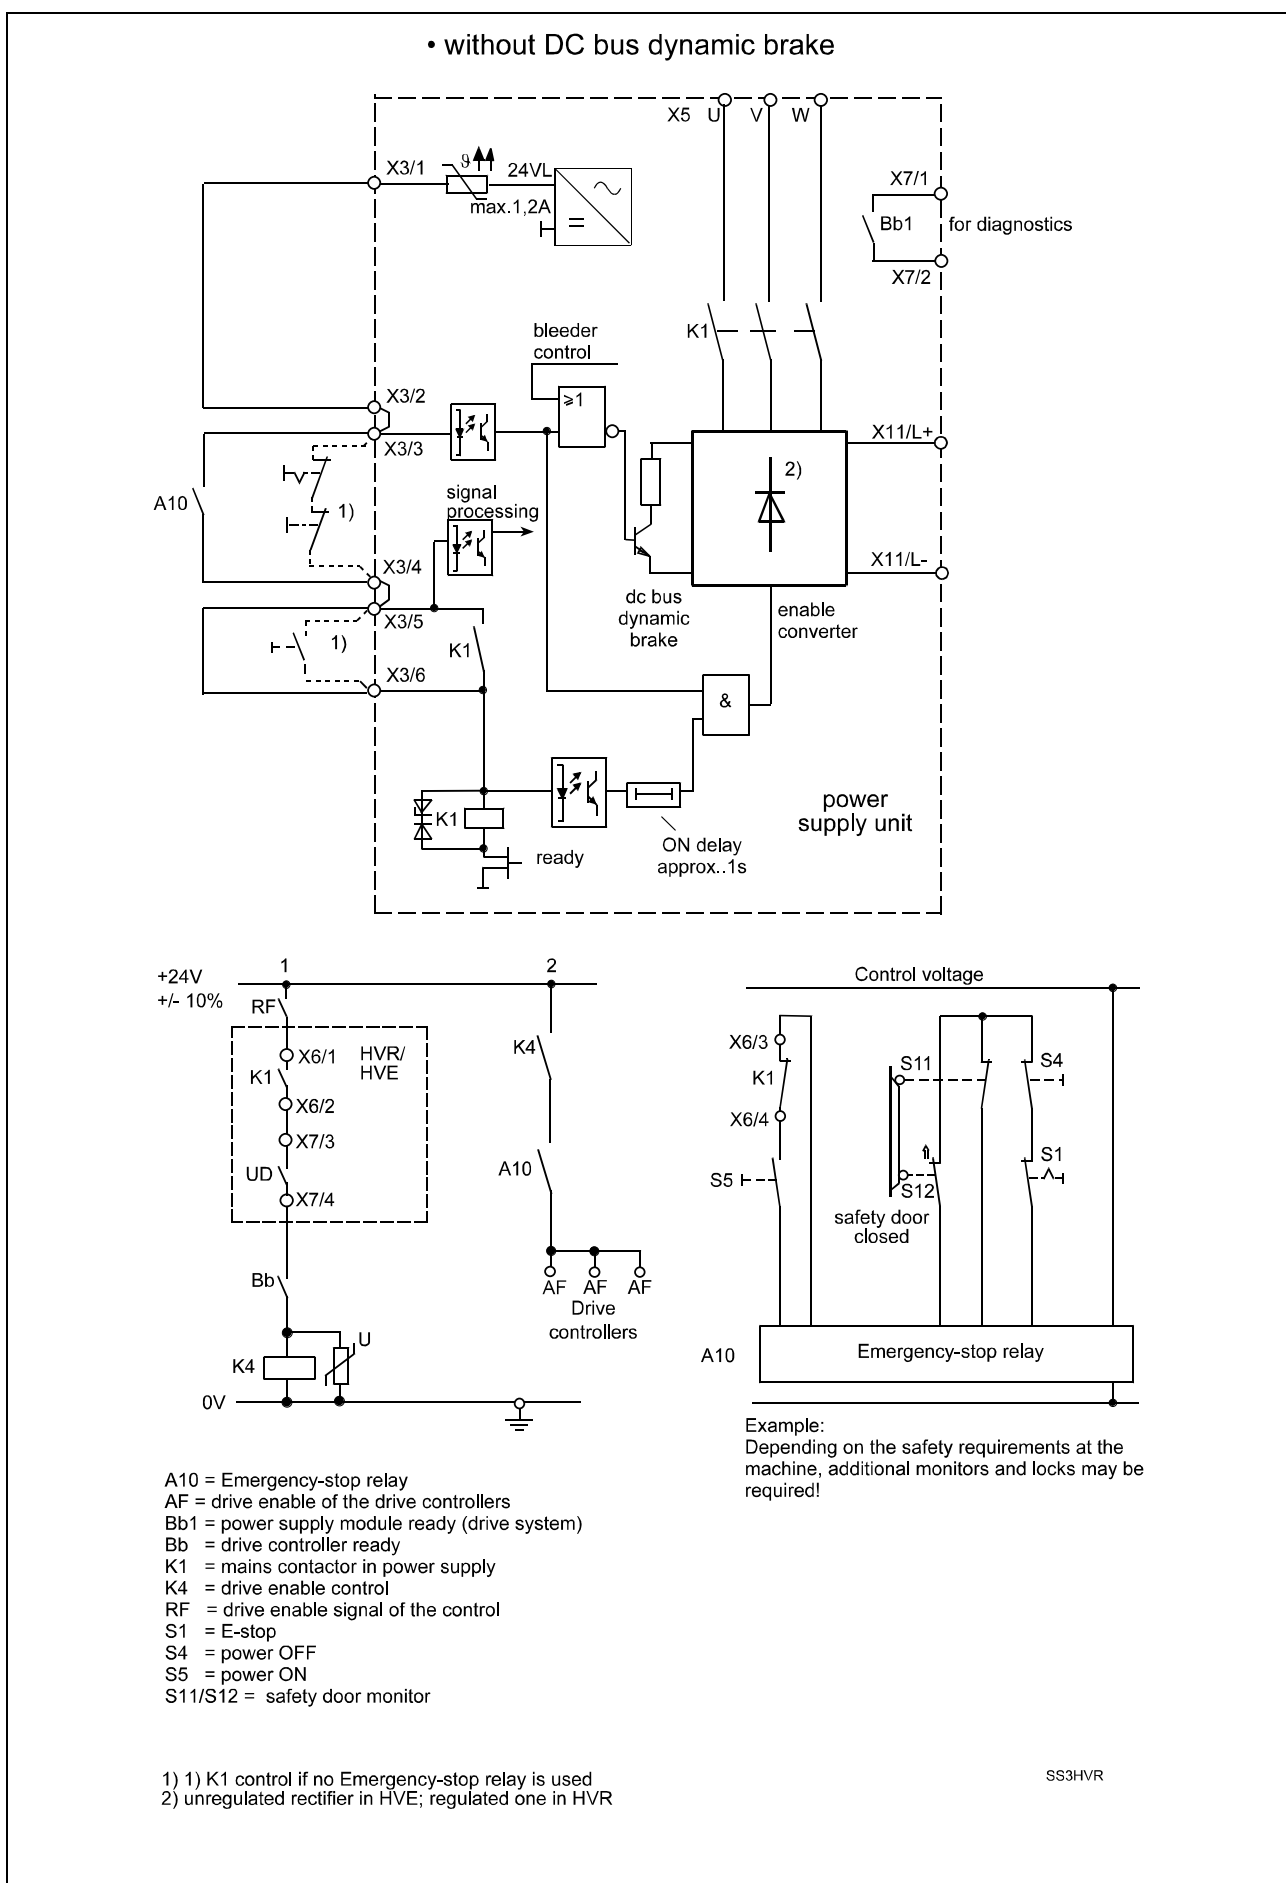 • without DC bus dynamic brake
X5 U V W
X3/1
ϑ
24VL
max.1,2A
~
=
X7/1
Bb1
for diagnostics
X7/2
K1
bleeder
control
X3/2
⩾1
X3/3
X11/L+
2)
A10
1)
signal
processing
X3/4
X11/L-
dc bus
dynamic
brake
enable
converter
X3/5
1)
K1
X3/6
&
power
supply unit
K1
ready
ON delay
approx..1s
+24V
+/- 10%
1
2
RF
X6/1
HVR/
HVE
K1
X6/2
X7/3
UD
X7/4
Bb
K4
U
0V
K4
A10
AF AF AF
Drive
controllers
Control voltage
X6/3
K1
X6/4
S5
S11
S4
S12
S1
safety door
closed
A10
Emergency-stop relay
Example:
Depending on the safety requirements at the
machine, additional monitors and locks may be
required!
A10 = Emergency-stop relay
AF = drive enable of the drive controllers
Bb1 = power supply module ready (drive system)
Bb = drive controller ready
K1 = mains contactor in power supply
K4 = drive enable control
RF = drive enable signal of the control
S1 = E-stop
S4 = power OFF
S5 = power ON
S11/S12 = safety door monitor
1) 1) K1 control if no Emergency-stop relay is used
2) unregulated rectifier in HVE; regulated one in HVR
SS3HVR